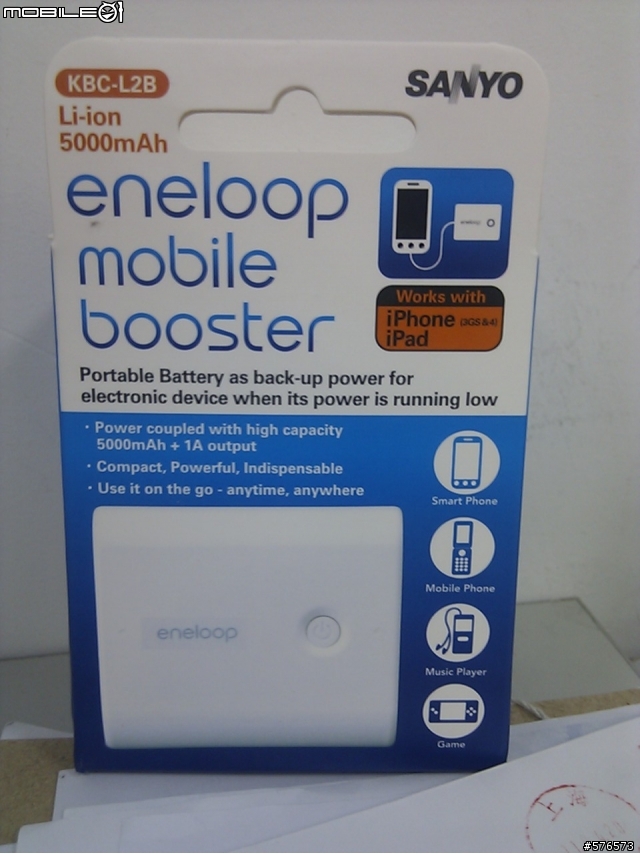 MOBILE01
KBC-L2B
SANYO
Li-ion
5000mAh
eneloop
mobile
booster
Works with
iPhone (3GS&4)
iPad
Portable Battery as back-up power for
electronic device when its power is running low
· Power coupled with high capacity
5000mAh + 1A output
· Compact, Powerful, Indispensable
· Use it on the go - anytime, anywhere
Smart Phone
Mobile Phone
Music Player
Game
eneloop
上海
#576573